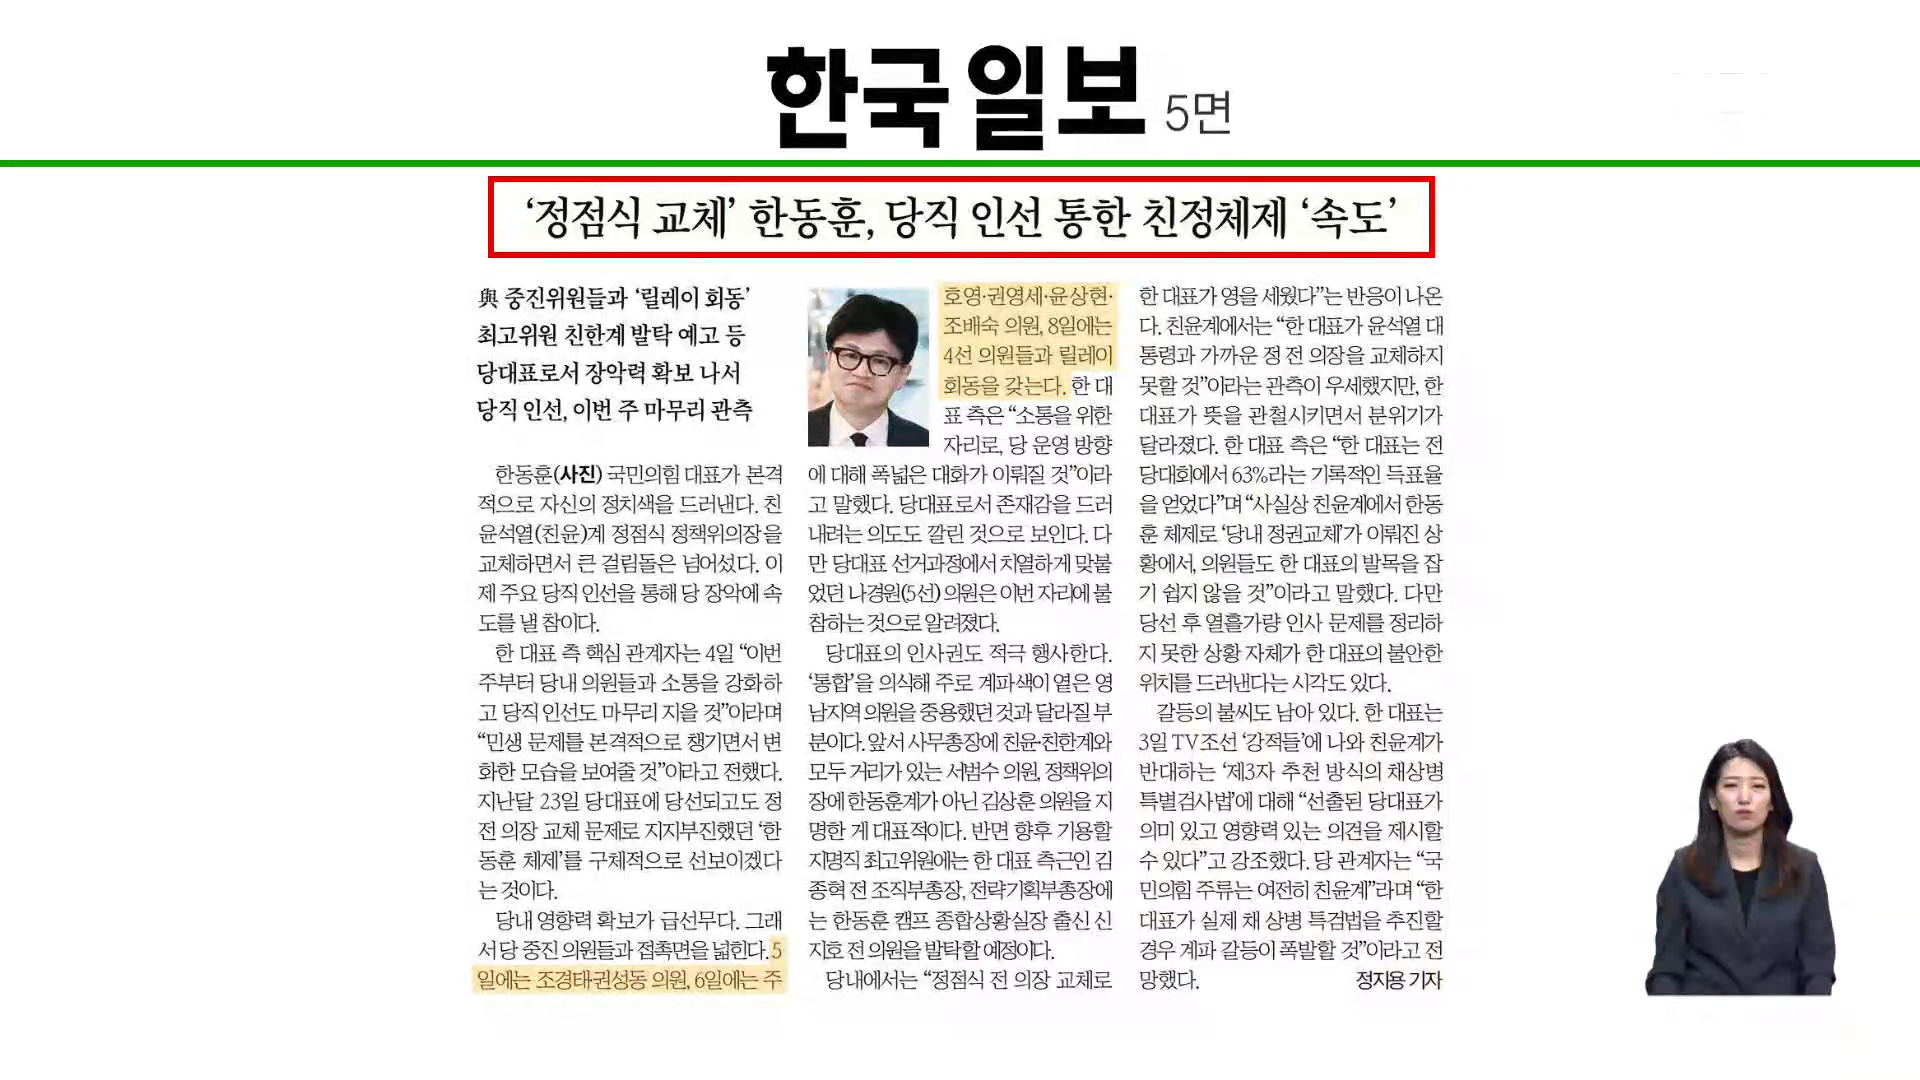 한국일보 5면
‘정점식 교체’ 한동훈, 당직 인선 통한 친정체제 ‘속도’
與 중진위원들과 ‘릴레이 회동’
최고위원 친한계 발탁 예고 등
당대표로서 장악력 확보 나서
당직 인선, 이번 주 마무리 관측
한동훈(사진) 국민의힘 대표가 본격
적으로 자신의 정치색을 드러낸다. 친
윤석열(친윤)계 정점식 정책위의장을
교체하면서 큰 걸림돌은 넘어섰다. 이
제 주요 당직 인선을 통해 당 장악에 속
도를 낼 참이다.
한 대표 측 핵심 관계자는 4일 “이번
주부터 당내 의원들과 소통을 강화하
고 당직 인선도 마무리 지을 것”이라며
“민생 문제를 본격적으로 챙기면서 변
화한 모습을 보여줄 것”이라고 전했다.
지난달 23일 당대표에 당선되고도 정
전 의장 교체 문제로 지지부진했던 ‘한
동훈 체제’를 구체적으로 선보이겠다
는 것이다.
당내 영향력 확보가 급선무다. 그래
서 당 중진 의원들과 접촉면을 넓힌다. 5
일에는 조경태·권성동 의원, 6일에는 주
호영·권영세·윤상현·
조배숙 의원, 8일에는
4선 의원들과 릴레이
회동을 갖는다. 한 대
표 측은 “소통을 위한
자리로, 당 운영 방향
에 대해 폭넓은 대화가 이뤄질 것”이라
고 말했다. 당대표로서 존재감을 드러
내려는 의도도 깔린 것으로 보인다. 다
만 당대표 선거과정에서 치열하게 맞붙
었던 나경원(5선) 의원은 이번 자리에 불
참하는 것으로 알려졌다.
당대표의 인사권도 적극 행사한다.
‘통합’을 의식해 주로 계파색이 옅은 영
남지역 의원을 중용했던 것과 달라질 부
분이다. 앞서 사무총장에 친윤·친한계와
모두 거리가 있는 서범수 의원, 정책위의
장에 한동훈계가 아닌 김상훈 의원을 지
명한 게 대표적이다. 반면 향후 기용할
지명직 최고위원에는 한 대표 측근인 김
종혁 전 조직부총장, 전략기획부총장에
는 한동훈 캠프 종합상황실장 출신 신
지호 전 의원을 발탁할 예정이다.
당내에서는 “정점식 전 의장 교체로
한 대표가 영을 세웠다”는 반응이 나온
다. 친윤계에서는 “한 대표가 윤석열 대
통령과 가까운 정 전 의장을 교체하지
못할 것”이라는 관측이 우세했지만, 한
대표가 뜻을 관철시키면서 분위기가
달라졌다. 한 대표 측은 “한 대표는 전
당대회에서 63%라는 기록적인 득표율
을 얻었다”며 “사실상 친윤계에서 한동
훈 체제로 ‘당내 정권교체’가 이뤄진 상
황에서, 의원들도 한 대표의 발목을 잡
기 쉽지 않을 것”이라고 말했다. 다만
당선 후 열흘가량 인사 문제를 정리하
지 못한 상황 자체가 한 대표의 불안한
위치를 드러낸다는 시각도 있다.
갈등의 불씨도 남아 있다. 한 대표는
3일 TV조선 ‘강적들’에 나와 친윤계가
반대하는 ‘제3자 추천 방식의 채상병
특별검사법’에 대해 “선출된 당대표가
의미 있고 영향력 있는 의견을 제시할
수 있다”고 강조했다. 당 관계자는 “국
민의힘 주류는 여전히 친윤계”라며 “한
대표가 실제 채 상병 특검법을 추진할
경우 계파 갈등이 폭발할 것”이라고 전
망했다. 정지용 기자